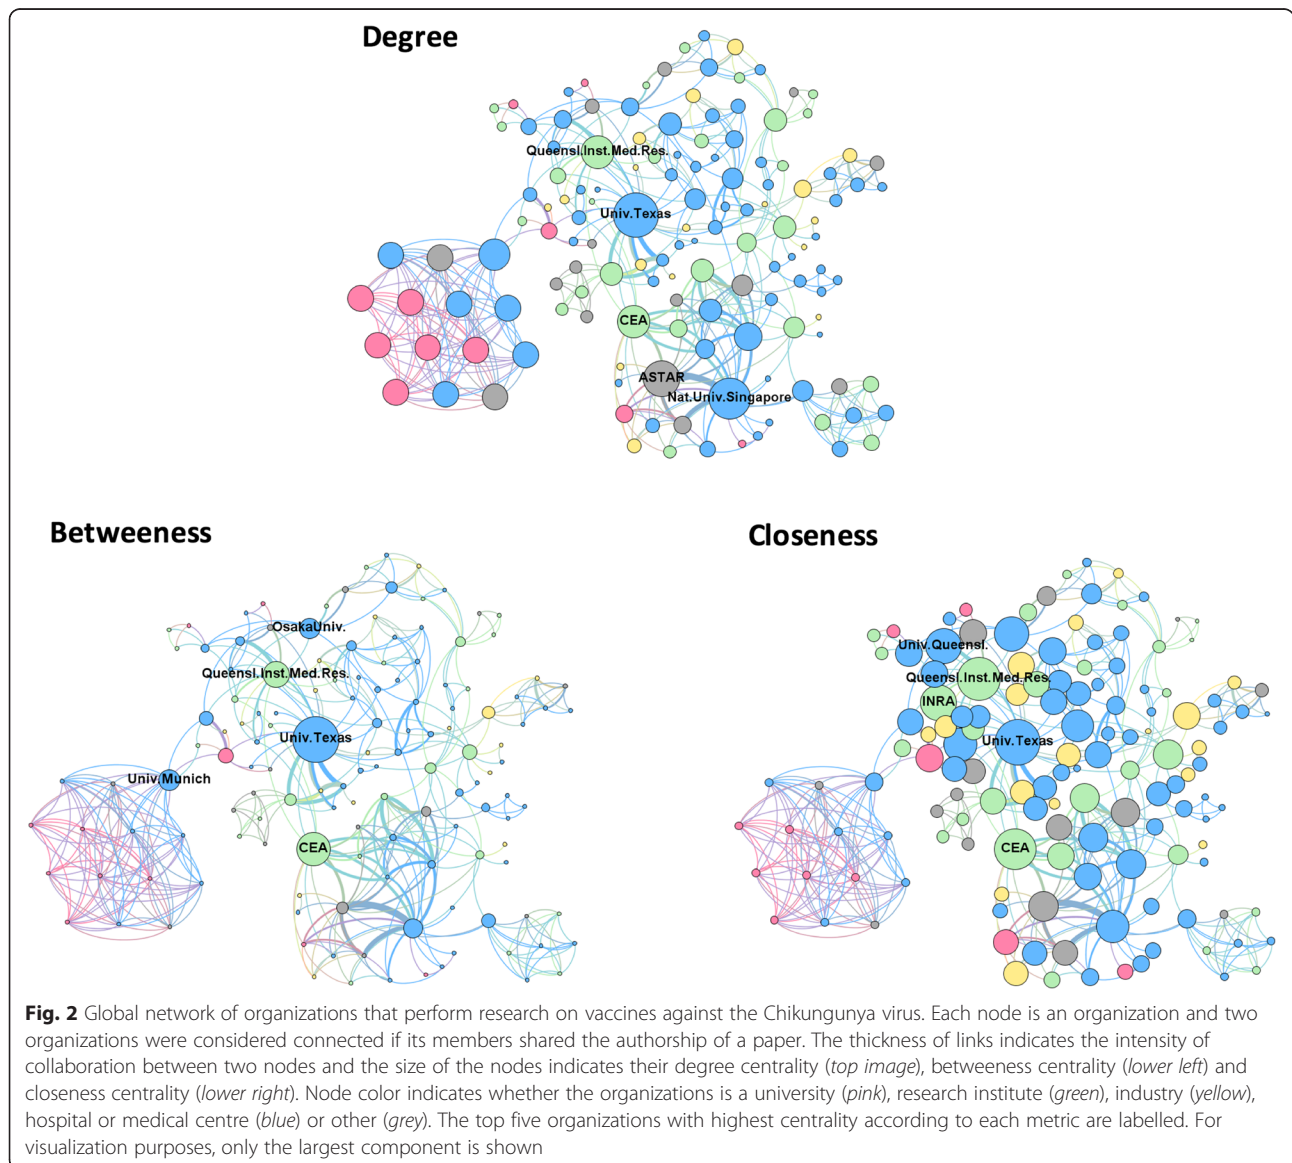 Degree
Queensl.Inst.Med.Res.
Univ.Texas
CEA
ASTAR
Nat.Univ.Singapore
Betweeness
OsakaUniv.
Queensl.Inst.Med.Res.
Univ.Texas
Univ.Munich
CEA
Closeness
Univ.Queensl.
Queensl.Inst.Med.Res.
INRA
Univ.Texas
CEA
Fig. 2 Global network of organizations that perform research on vaccines against the Chikungunya virus. Each node is an organization and two
organizations were considered connected if its members shared the authorship of a paper. The thickness of links indicates the intensity of
collaboration between two nodes and the size of the nodes indicates their degree centrality (top image), betweenness centrality (lower left) and
closeness centrality (lower right). Node color indicates whether the organizations is a university (pink), research institute (green), industry (yellow),
hospital or medical centre (blue) or other (grey). The top five organizations with highest centrality according to each metric are labelled. For
visualization purposes, only the largest component is shown